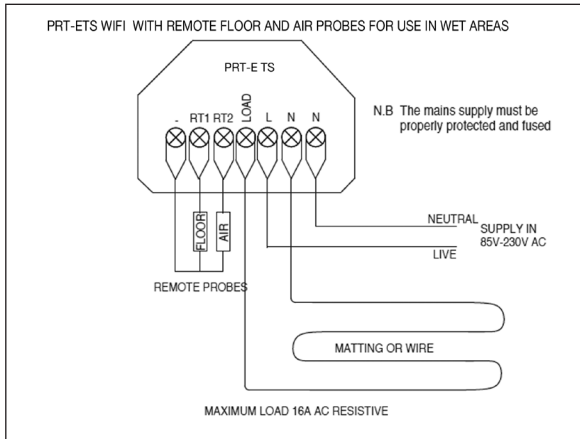 PRT-ETS WIFI WITH REMOTE FLOOR AND AIR PROBES FOR USE IN WET AREAS
PRT-E TS
- RT1 RT2 LOAD L N N
N.B The mains supply must be
properly protected and fused
FLOOR
AIR
NEUTRAL
SUPPLY IN
85V-230V AC
LIVE
REMOTE PROBES
MATTING OR WIRE
MAXIMUM LOAD 16A AC RESISTIVE